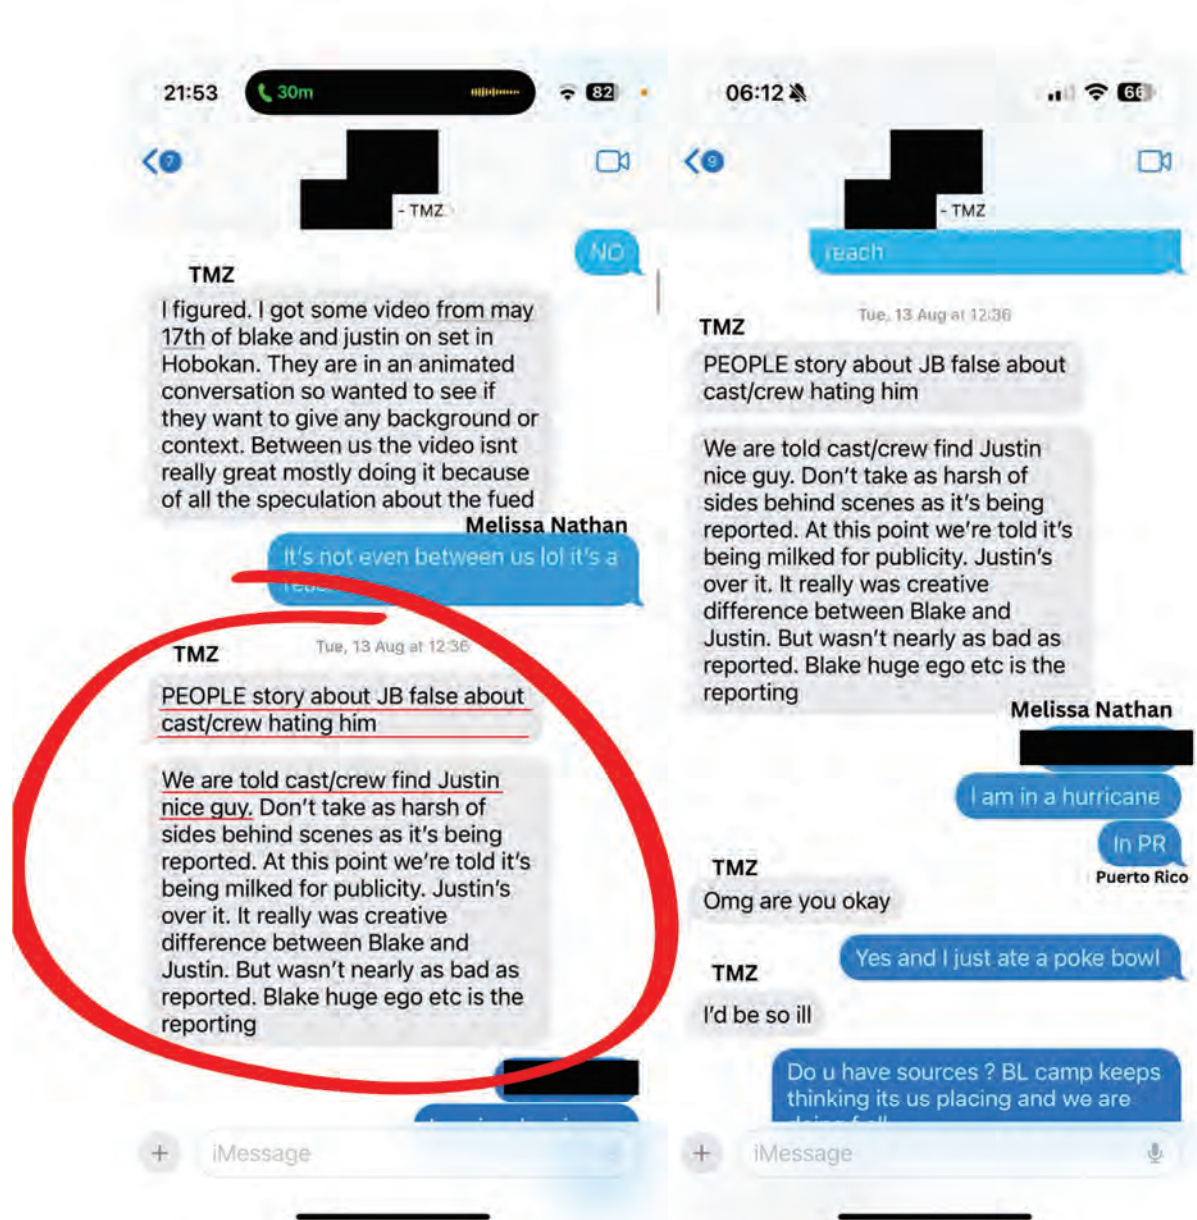 21:53
30m
82
7
- TMZ
NO
TMZ
I figured. I got some video from may
17th of blake and justin on set in
Hobokan. They are in an animated
conversation so wanted to see if
they want to give any background or
context. Between us the video isnt
really great mostly doing it because
of all the speculation about the fued
Melissa Nathan
It's not even between us lol it's a
Tue, 13 Aug at 12:36
TMZ
PEOPLE story about JB false about
cast/crew hating him
We are told cast/crew find Justin
nice guy. Don't take as harsh of
sides behind scenes as it's being
reported. At this point we're told it's
being milked for publicity. Justin's
over it. It really was creative
difference between Blake and
Justin. But wasn't nearly as bad as
reported. Blake huge ego etc is the
reporting
iMessage
06:12
66
9
- TMZ
reach
Tue, 13 Aug at 12:36
TMZ
PEOPLE story about JB false about
cast/crew hating him
We are told cast/crew find Justin
nice guy. Don't take as harsh of
sides behind scenes as it's being
reported. At this point we're told it's
being milked for publicity. Justin's
over it. It really was creative
difference between Blake and
Justin. But wasn't nearly as bad as
reported. Blake huge ego etc is the
reporting
Melissa Nathan
I am in a hurricane
In PR
Puerto Rico
TMZ
Omg are you okay
Yes and I just ate a poke bowl
TMZ
I'd be so ill
Do u have sources ? BL camp keeps
thinking its us placing and we are
iMessage